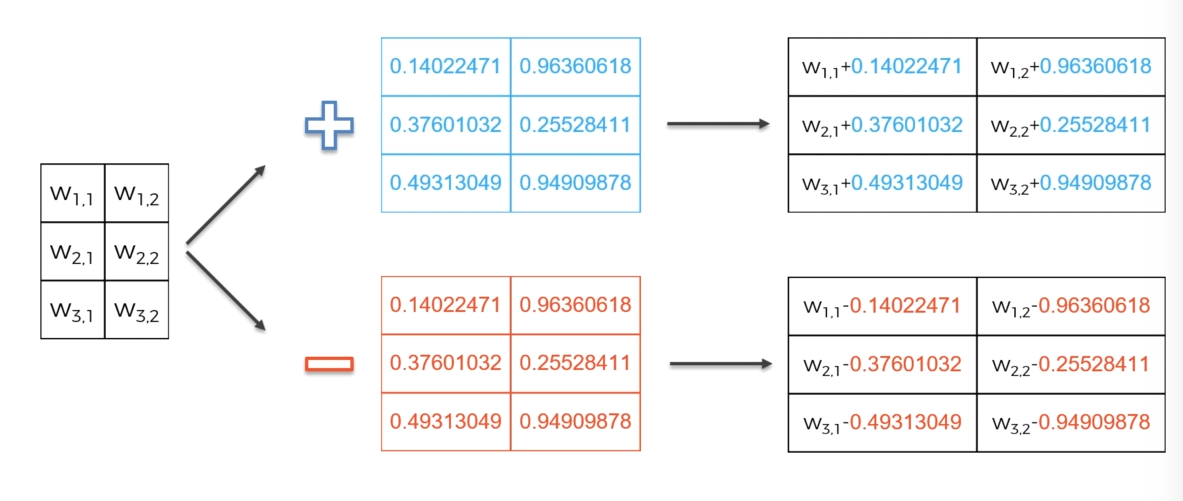 0.14022471 0.96360618
0.37601032 0.25528411
0.49313049 0.94909878
w1,1+0.14022471 w1,2+0.96360618
w2,1+0.37601032 w2,2+0.25528411
w3,1+0.49313049 w3,2+0.94909878
w1,1 w1,2
w2,1 w2,2
w3,1 w3,2
0.14022471 0.96360618
0.37601032 0.25528411
0.49313049 0.94909878
w1,1-0.14022471 w1,2-0.96360618
w2,1-0.37601032 w2,2-0.25528411
w3,1-0.49313049 w3,2-0.94909878